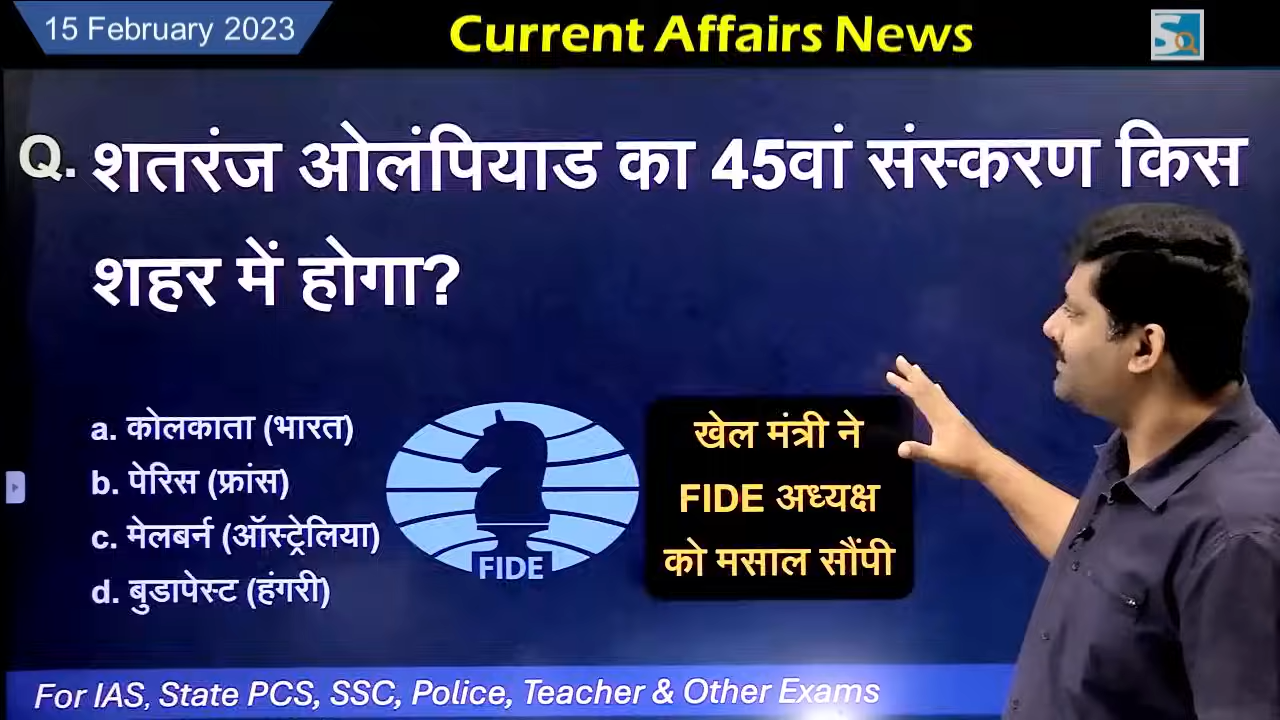 15 February 2023
Current Affairs News
SQ
Q. शतरंज ओलंपियाड का 45वां संस्करण किस
शहर में होगा?
a. कोलकाता (भारत)
b. पेरिस (फ्रांस)
c. मेलबर्न (ऑस्ट्रेलिया)
d. बुडापेस्ट (हंगरी)
FIDE
खेल मंत्री ने
FIDE अध्यक्ष
को मसाल सौंपी
For IAS, State PCS, SSC, Police, Teacher & Other Exams